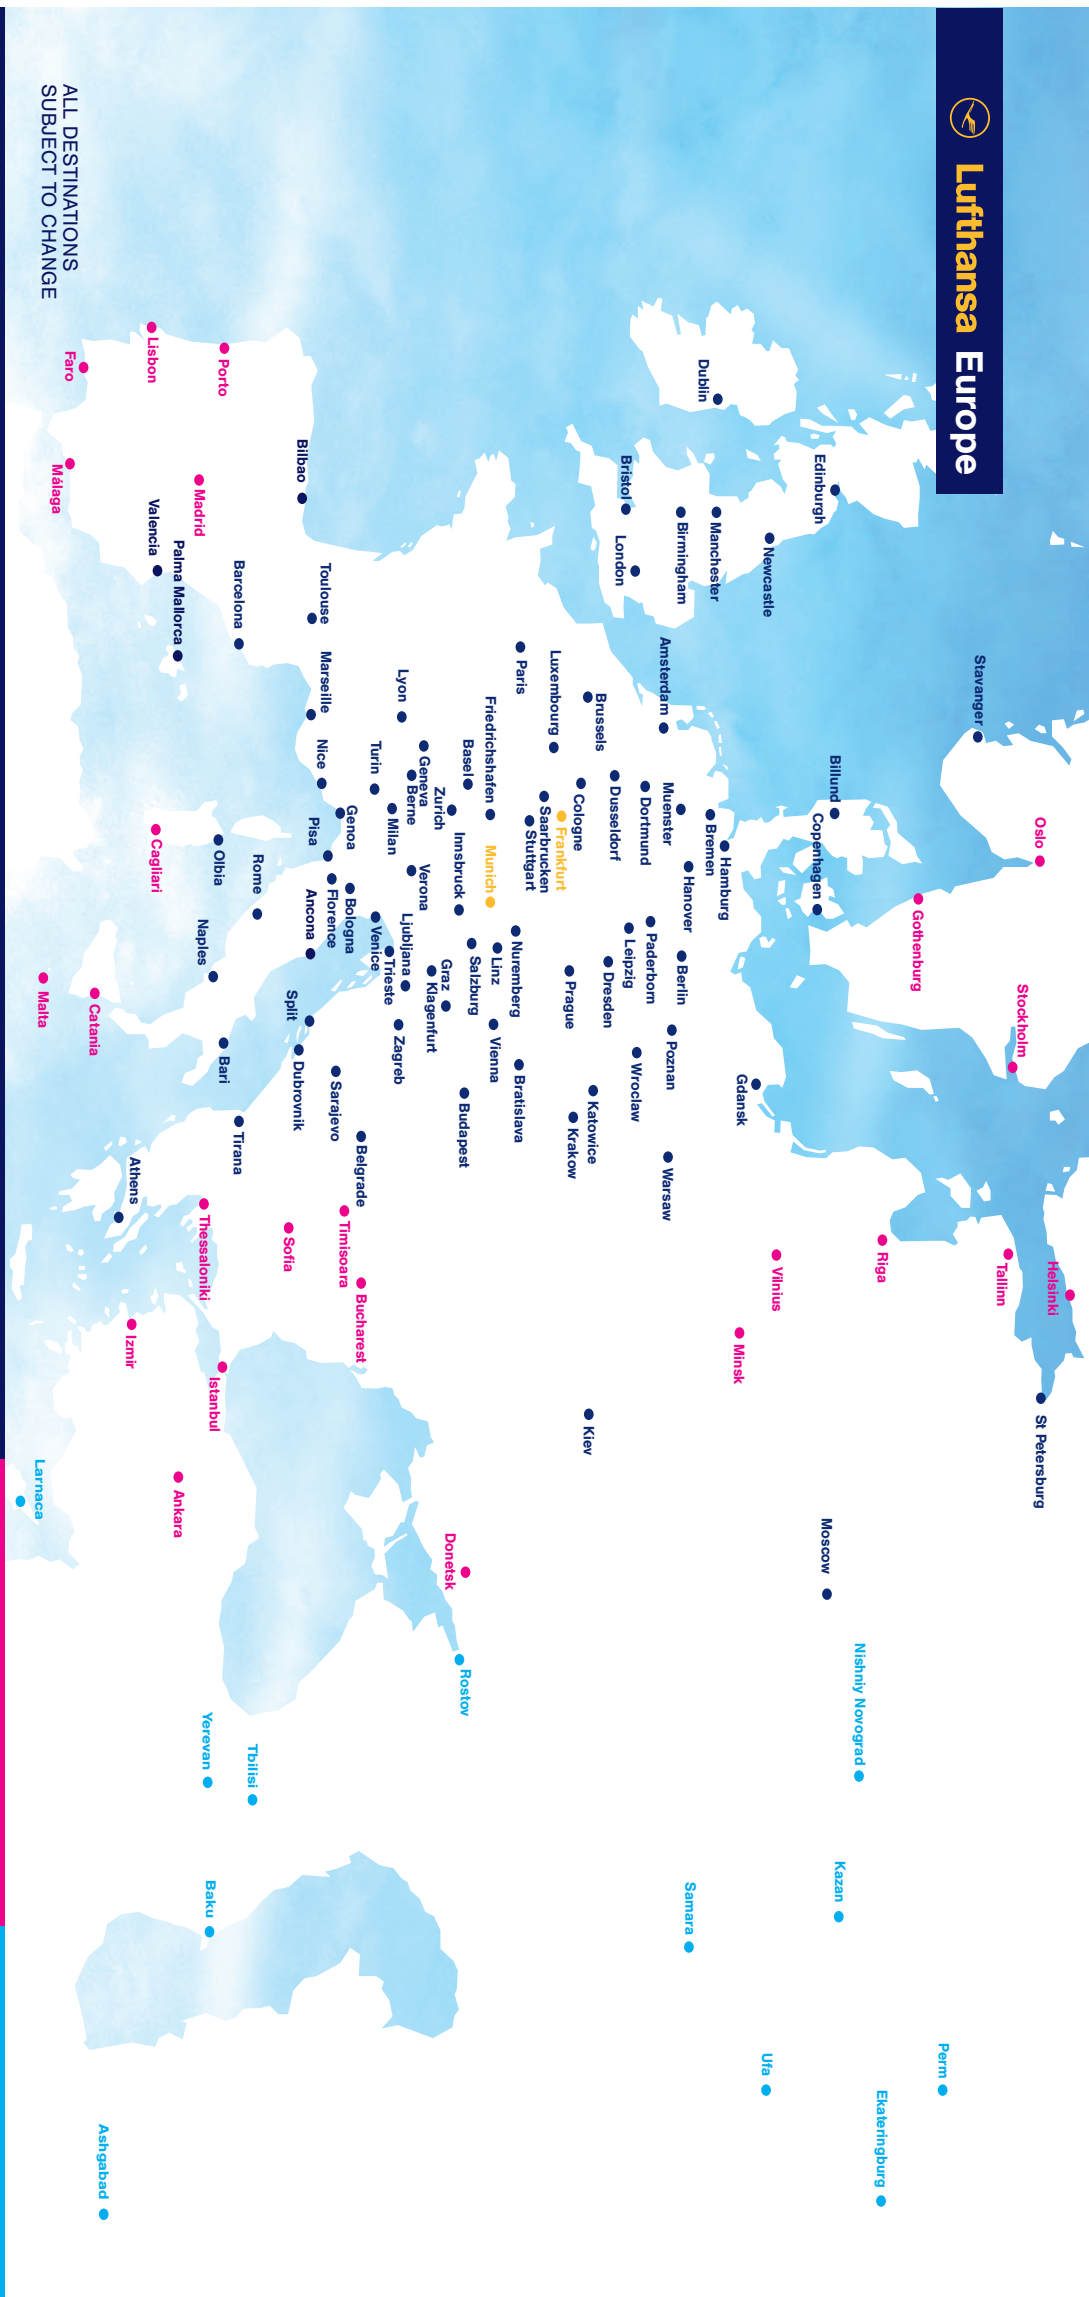 Lufthansa Europe
Stavanger
Oslo
Stockholm
Helsinki
Tallinn
St Petersburg
Gothenburg
Riga
Perm
Ekateringburg
Edinburgh
Billund
Copenhagen
Moscow
Nishniy Novograd
Kazan
Newcastle
Vilnius
Ufa
Dublin
Manchester
Birmingham
Hamburg
Bremen
Gdansk
Minsk
Samara
Bristol
London
Amsterdam
Muenster
Hanover
Berlin
Poznan
Warsaw
Dortmund
Paderborn
Dusseldorf
Leipzig
Wroclaw
Brussels
Cologne
Dresden
Katowice
Kiev
Luxembourg
Frankfurt
Prague
Krakow
Saarbrucken
Paris
Stuttgart
Nuremberg
Bratislava
Friedrichshafen
Munich
Linz
Vienna
Basel
Salzburg
Budapest
Donetsk
Rostov
Zurich
Innsbruck
Graz
Geneva
Klagenfurt
Berne
Verona
Lyon
Ljubljana
Milan
Trieste
Zagreb
Turin
Venice
Belgrade
Bucharest
Genoa
Bologna
Timisoara
Nice
Florence
Sarajevo
Toulouse
Marseille
Pisa
Ancona
Bilbao
Split
Dubrovnik
Sofia
Rome
Tbilisi
Barcelona
Tirana
Porto
Olbia
Naples
Bari
Istanbul
Yerevan
Baku
Madrid
Thessaloniki
Palma Mallorca
Ankara
Valencia
Lisbon
Cagliari
Izmir
Athens
Ashgabad
Catania
Faro
Málaga
Malta
Larnaca
ALL DESTINATIONS
SUBJECT TO CHANGE